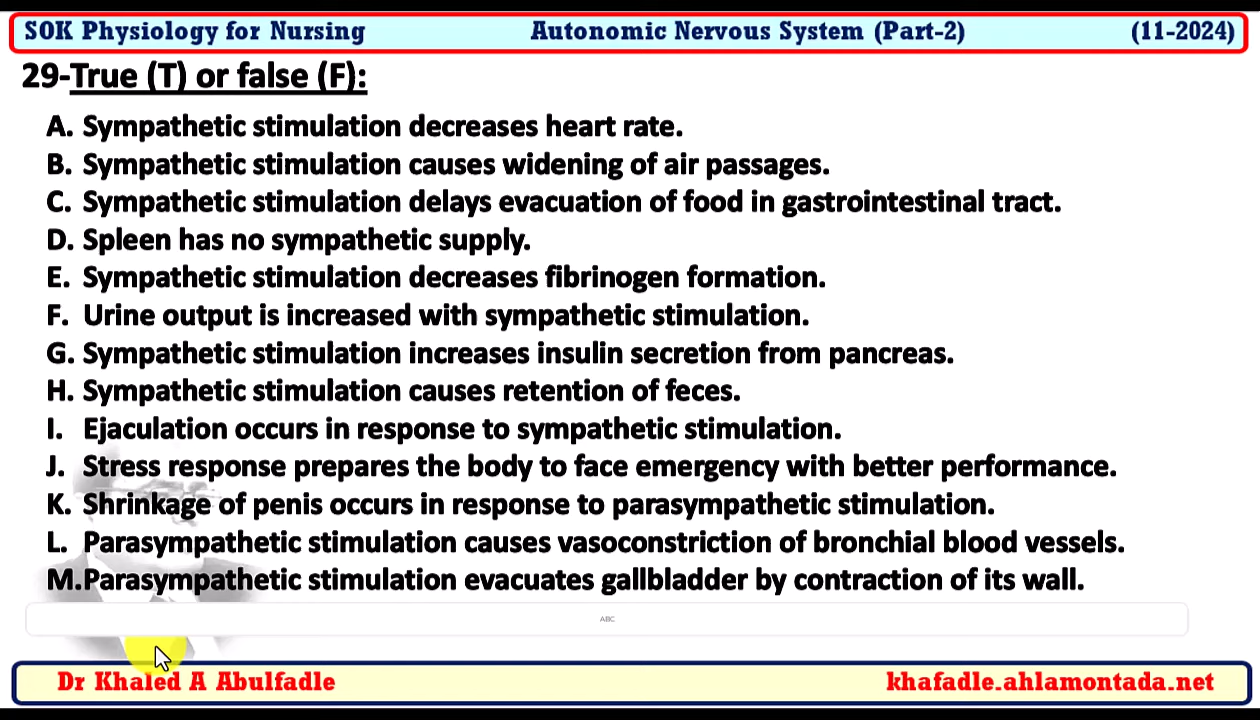 SOK Physiology for Nursing Autonomic Nervous System (Part-2) (11-2024)
29-True (T) or false (F):
A. Sympathetic stimulation decreases heart rate.
B. Sympathetic stimulation causes widening of air passages.
C. Sympathetic stimulation delays evacuation of food in gastrointestinal tract.
D. Spleen has no sympathetic supply.
E. Sympathetic stimulation decreases fibrinogen formation.
F. Urine output is increased with sympathetic stimulation.
G. Sympathetic stimulation increases insulin secretion from pancreas.
H. Sympathetic stimulation causes retention of feces.
I. Ejaculation occurs in response to sympathetic stimulation.
J. Stress response prepares the body to face emergency with better performance.
K. Shrinkage of penis occurs in response to parasympathetic stimulation.
L. Parasympathetic stimulation causes vasoconstriction of bronchial blood vessels.
M.Parasympathetic stimulation evacuates gallbladder by contraction of its wall.
ABC
Dr Khaled A Abulfadle khafadle.ahlamontada.net